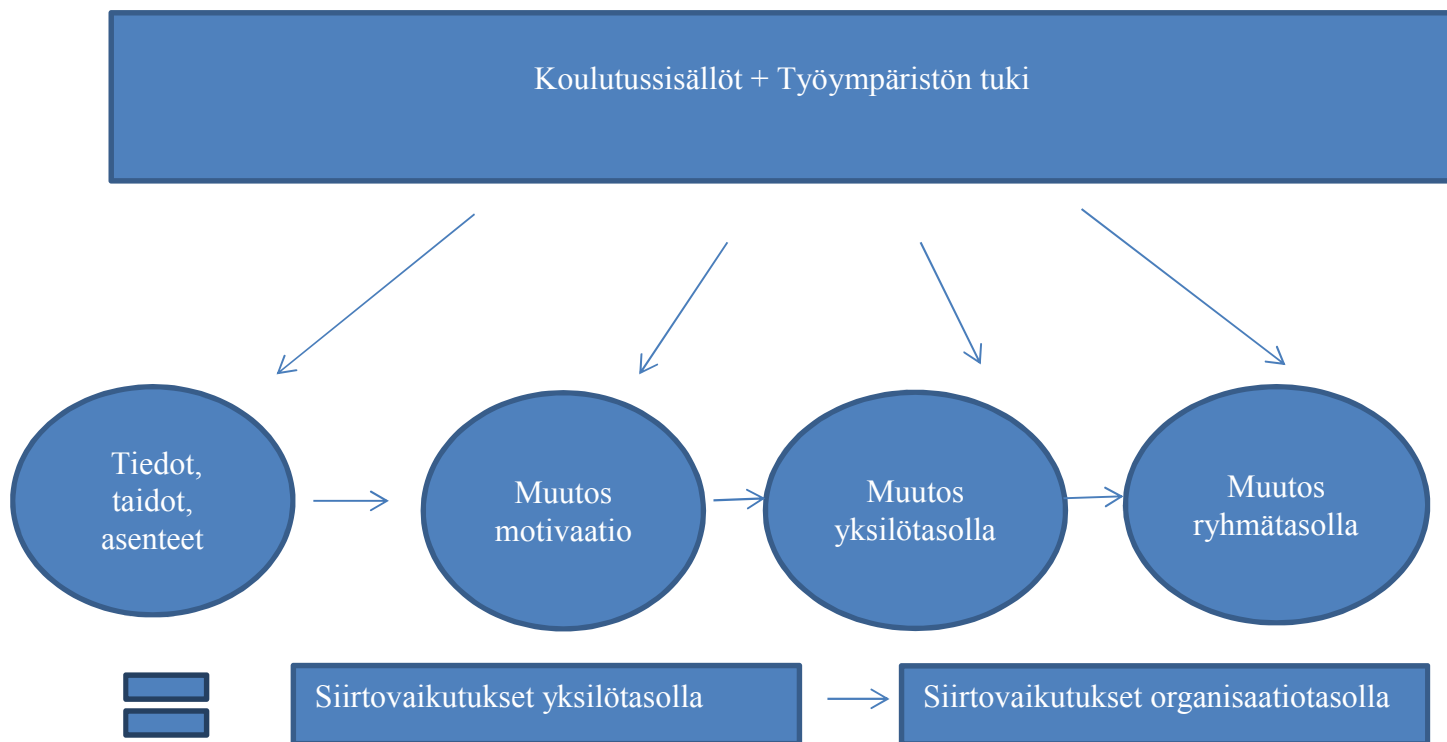 Koulutussisällöt + Työympäristön tuki
Tiedot,
taidot,
asenteet
Muutos
motivaatio
Muutos
yksilötasolla
Muutos
ryhmätasolla
Siirtovaikutukset yksilötasolla
Siirtovaikutukset organisaatiotasolla